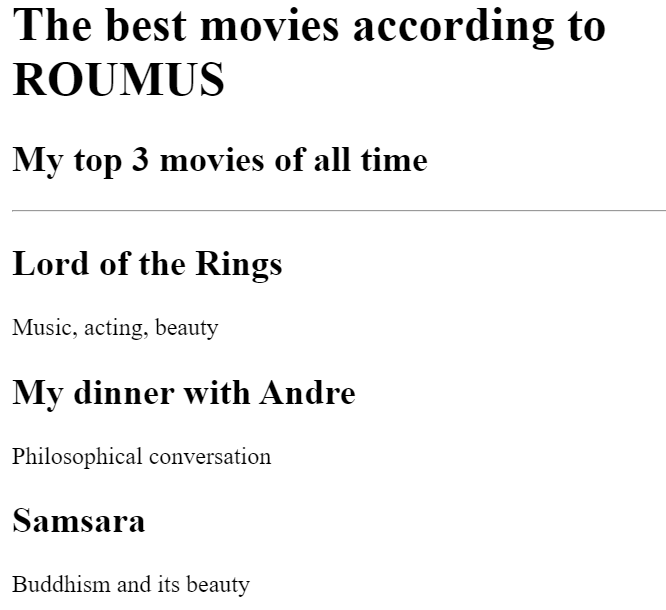 The best movies according to
ROUMUS
My top 3 movies of all time
Lord of the Rings
Music, acting, beauty
My dinner with Andre
Philosophical conversation
Samsara
Buddhism and its beauty